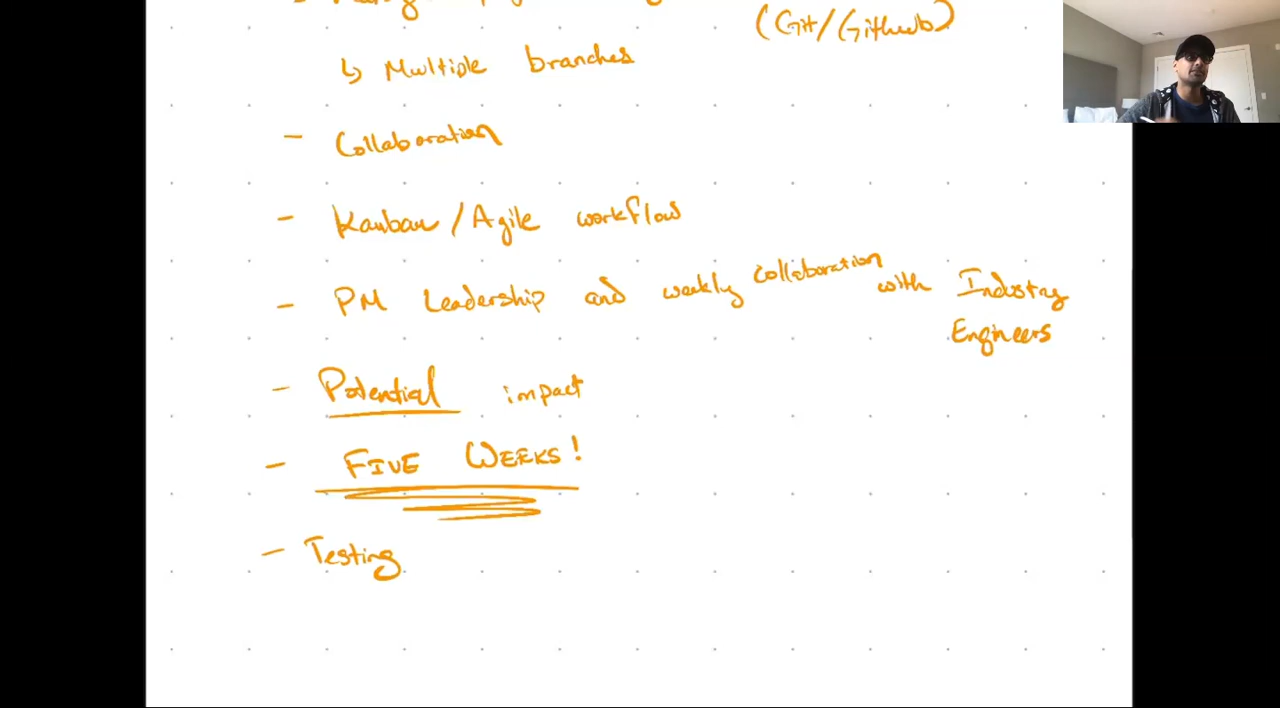 (Git/Github)
↳ Multiple branches
- Collaboration
- Kanban/Agile workflow
- PM Leadership and weekly collaboration with Industry
Engineers
- Potential impact
- FIVE WEEKS!
- Testing